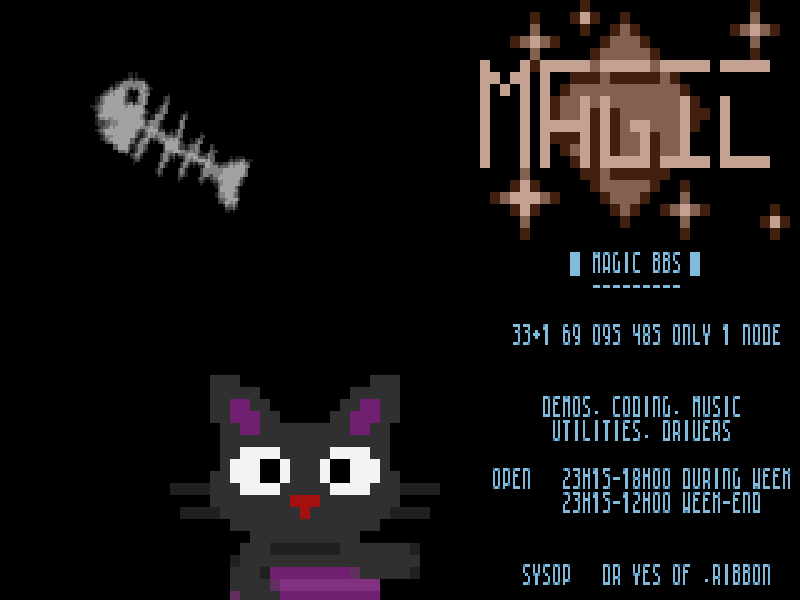 MAGIC
MAGIC BBS
---------
33+1 69 095 485 ONLY 1 NODE
DEMOS. CODING. MUSIC
UTILITIES. DRIVERS
OPEN 23H15-18H00 DURING WEEK
23H15-12H00 WEEK-END
SYSOP DR YES OF .RIBBON